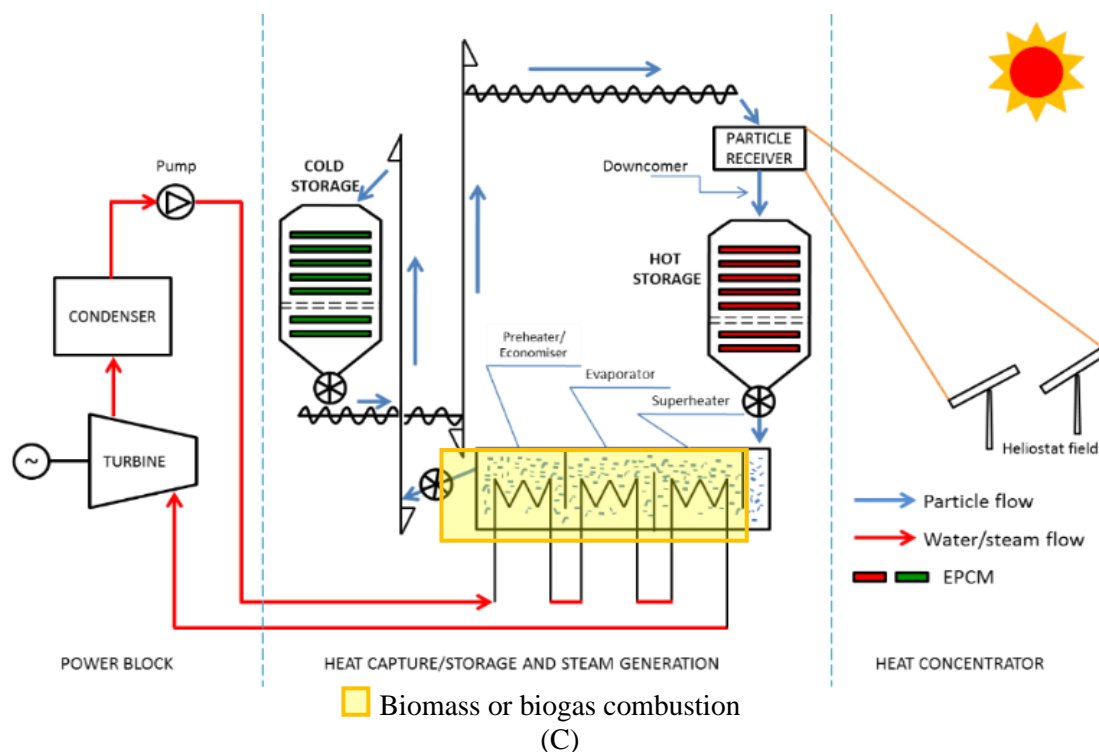 Pump
CONDENSER
TURBINE
~
COLD
STORAGE
PARTICLE
RECEIVER
Downcomer
HOT
STORAGE
Preheater/
Economiser
Evaporator
Superheater
Heliostat field
Particle flow
Water/steam flow
EPCM
POWER BLOCK
HEAT CAPTURE/STORAGE AND STEAM GENERATION
HEAT CONCENTRATOR
Biomass or biogas combustion
(C)